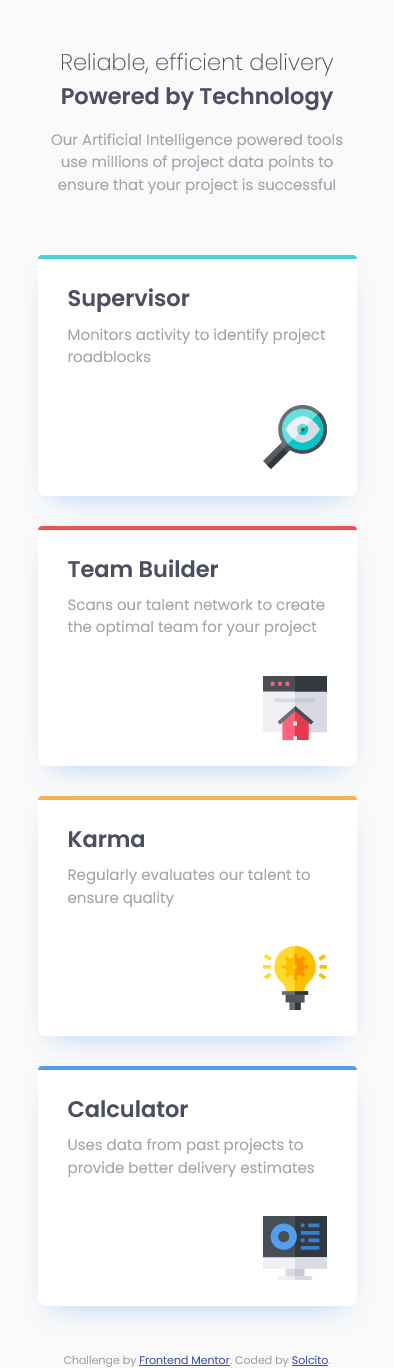 Reliable, efficient delivery
Powered by Technology
Our Artificial Intelligence powered tools
use millions of project data points to
ensure that your project is successful
Supervisor
Monitors activity to identify project
roadblocks
Team Builder
Scans our talent network to create
the optimal team for your project
Karma
Regularly evaluates our talent to
ensure quality
Calculator
Uses data from past projects to
provide better delivery estimates
Challenge by Frontend Mentor. Coded by Solcito.